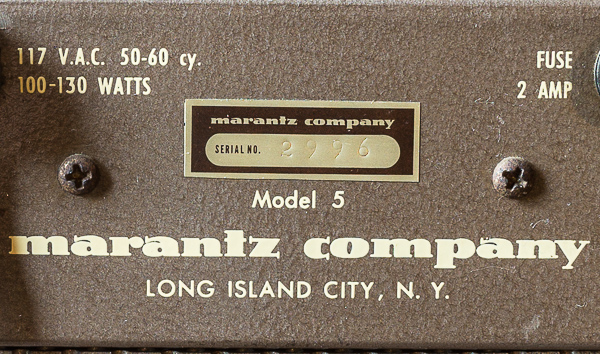 117 V.A.C. 50-60 cy.
100-130 WATTS
FUSE
2 AMP
marantz company
SERIAL NO. 2996
Model 5
marantz company
LONG ISLAND CITY, N. Y.